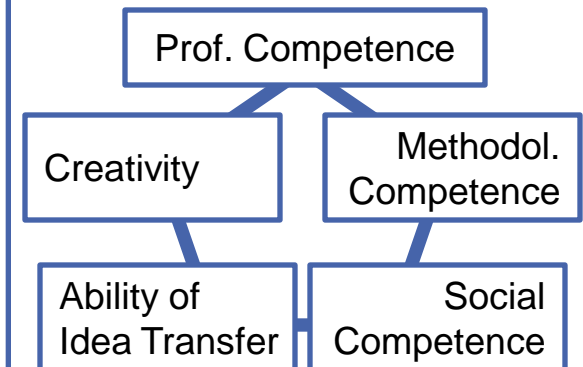 Prof. Competence
Creativity
Methodol.
Competence
Ability of
Idea Transfer
Social
Competence